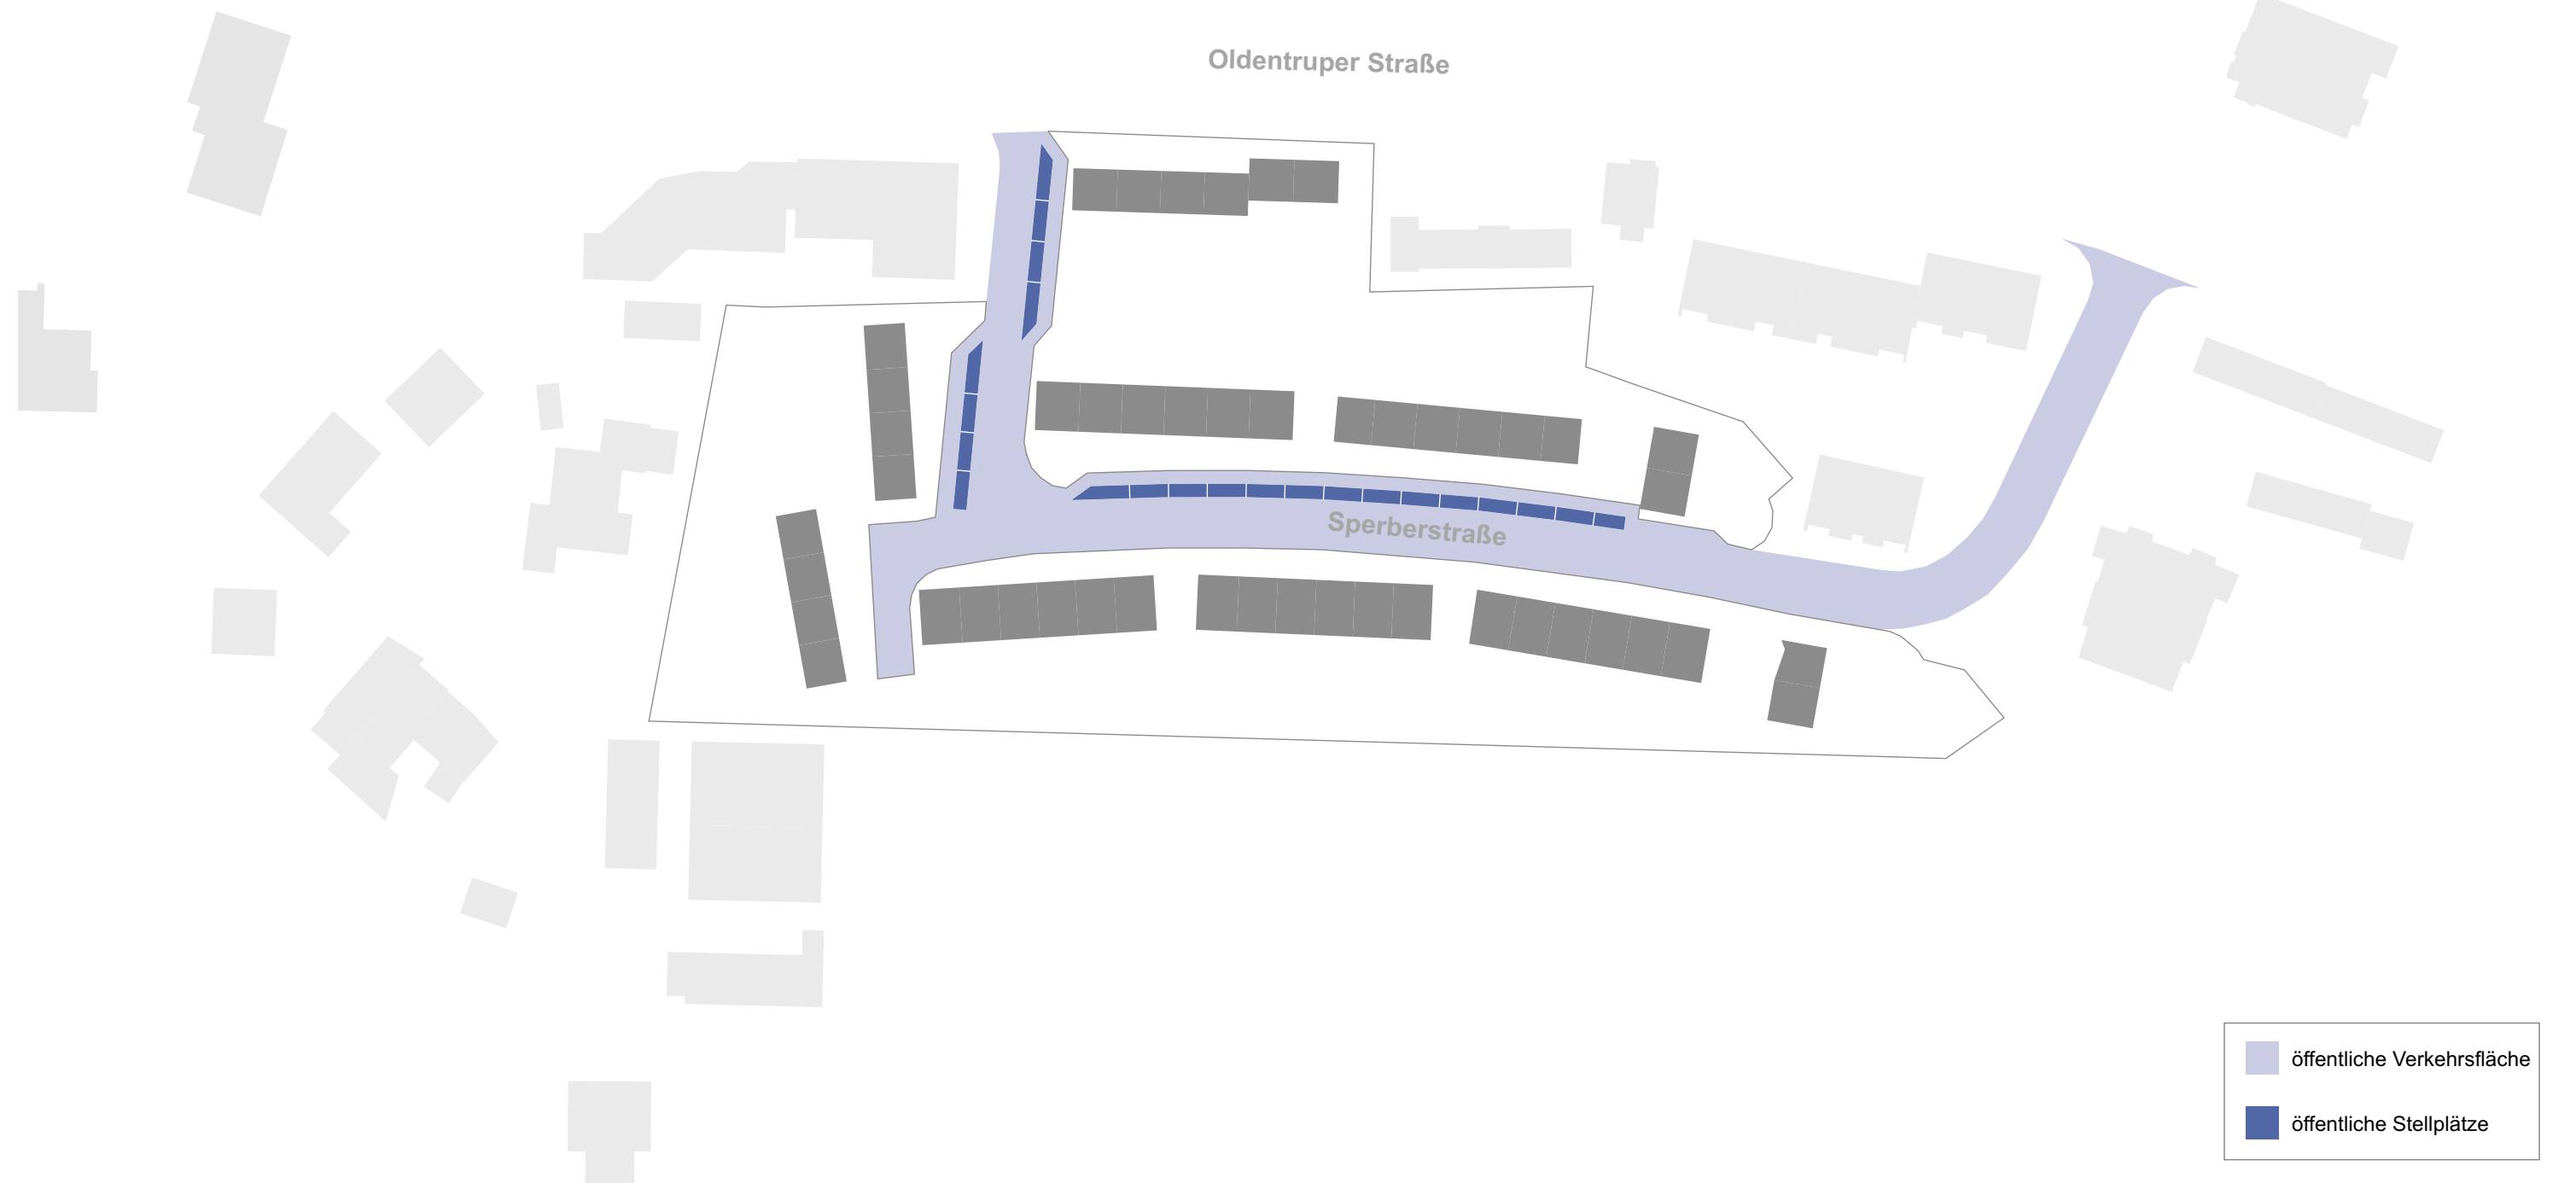 Oldentruper Straße
Sperberstraße
öffentliche Verkehrsfläche
öffentliche Stellplätze